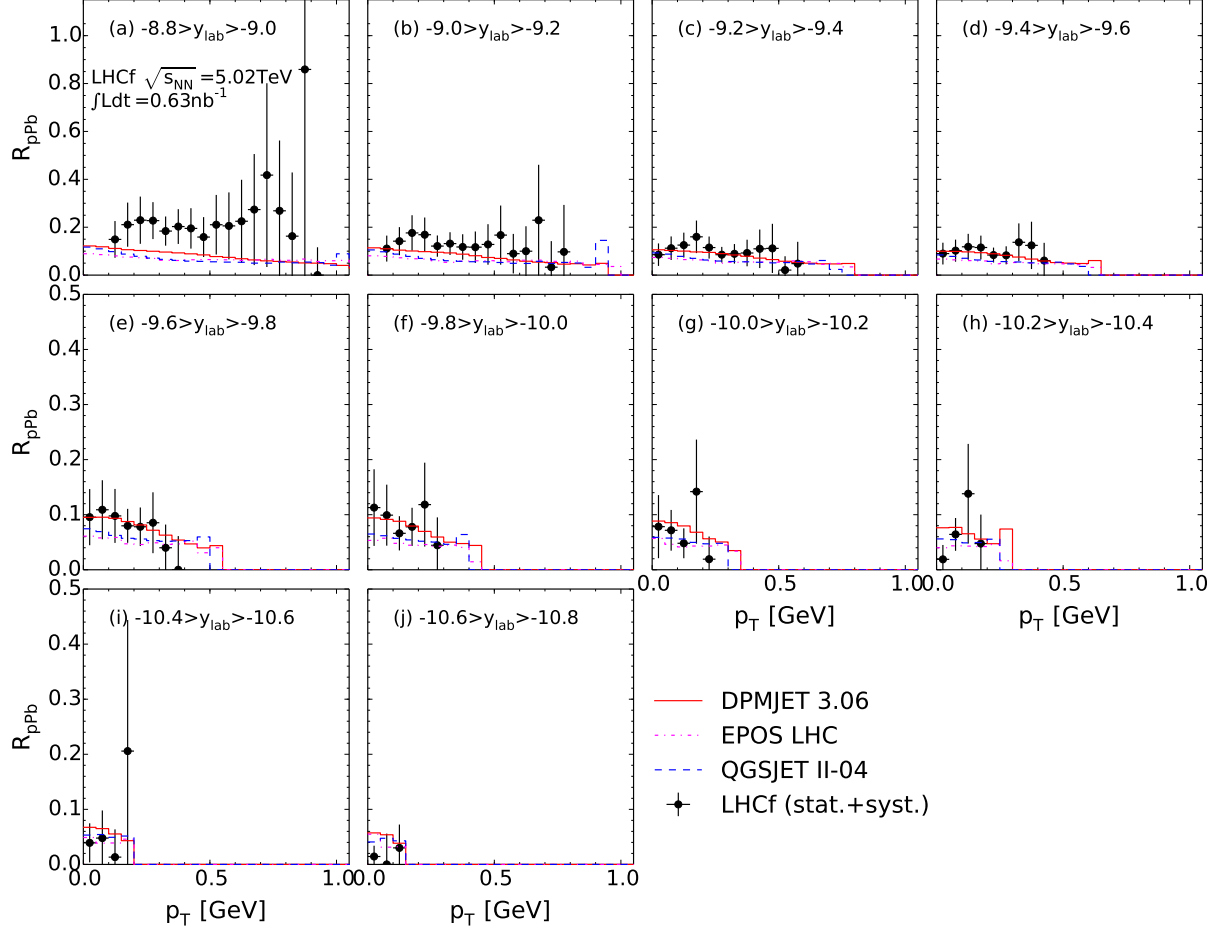 (a) -8.8>y_lab>-9.0
(b) -9.0>y_lab>-9.2
(c) -9.2>y_lab>-9.4
(d) -9.4>y_lab>-9.6
LHCf √s_NN =5.02TeV
∫Ldt=0.63nb⁻¹
R_pPb
1.0
0.8
0.6
0.4
0.2
0.0
(e) -9.6>y_lab>-9.8
(f) -9.8>y_lab>-10.0
(g) -10.0>y_lab>-10.2
(h) -10.2>y_lab>-10.4
R_pPb
0.5
0.4
0.3
0.2
0.1
0.0
0.0 0.5 1.0
0.0 0.5 1.0
p_T [GeV]
p_T [GeV]
(i) -10.4>y_lab>-10.6
(j) -10.6>y_lab>-10.8
R_pPb
0.5
0.4
0.3
0.2
0.1
0.0
0.0 0.5 1.0
0.0 0.5 1.0
p_T [GeV]
p_T [GeV]
DPMJET 3.06
EPOS LHC
QGSJET II-04
LHCf (stat.+syst.)